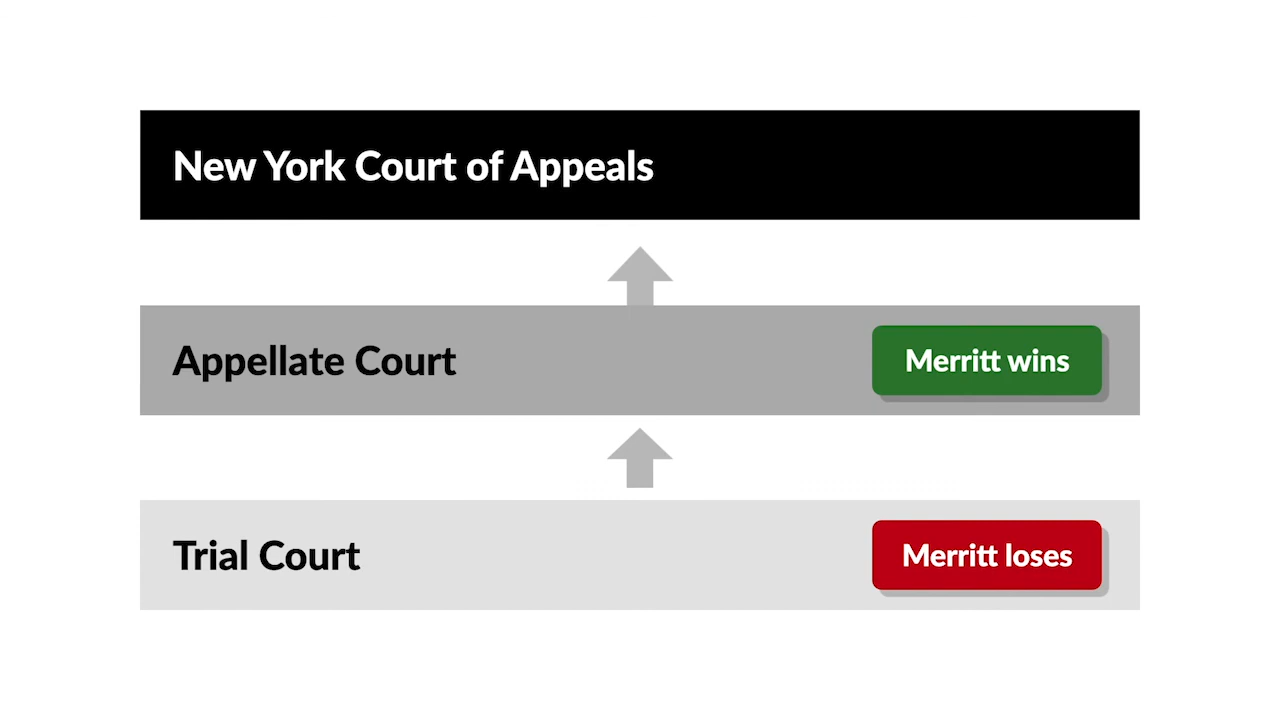 New York Court of Appeals
Appellate Court
Merritt wins
Trial Court
Merritt loses